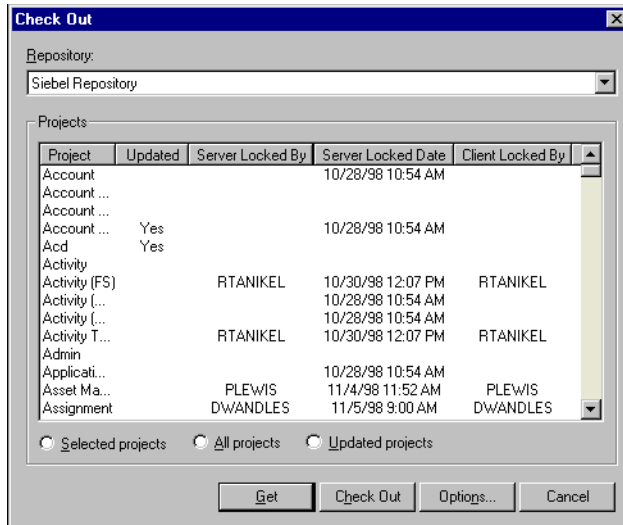 Check Out
Repository:
Siebel Repository
Projects
Project Updated Server Locked By Server Locked Date Client Locked By
Account 10/28/98 10:54 AM
Account ...
Account ...
Account ... Yes 10/28/98 10:54 AM
Acd Yes
Activity
Activity (FS) RTANIKEL 10/30/98 12:07 PM RTANIKEL
Activity (... 10/28/98 10:54 AM
Activity (... 10/28/98 10:54 AM
Activity T... RTANIKEL 10/30/98 12:07 PM RTANIKEL
Admin
Applicati... 10/28/98 10:54 AM
Asset Ma... PLEWIS 11/4/98 11:52 AM PLEWIS
Assignment DWANDLES 11/5/98 9:00 AM DWANDLES
Selected projects All projects Updated projects
Get Check Out Options... Cancel